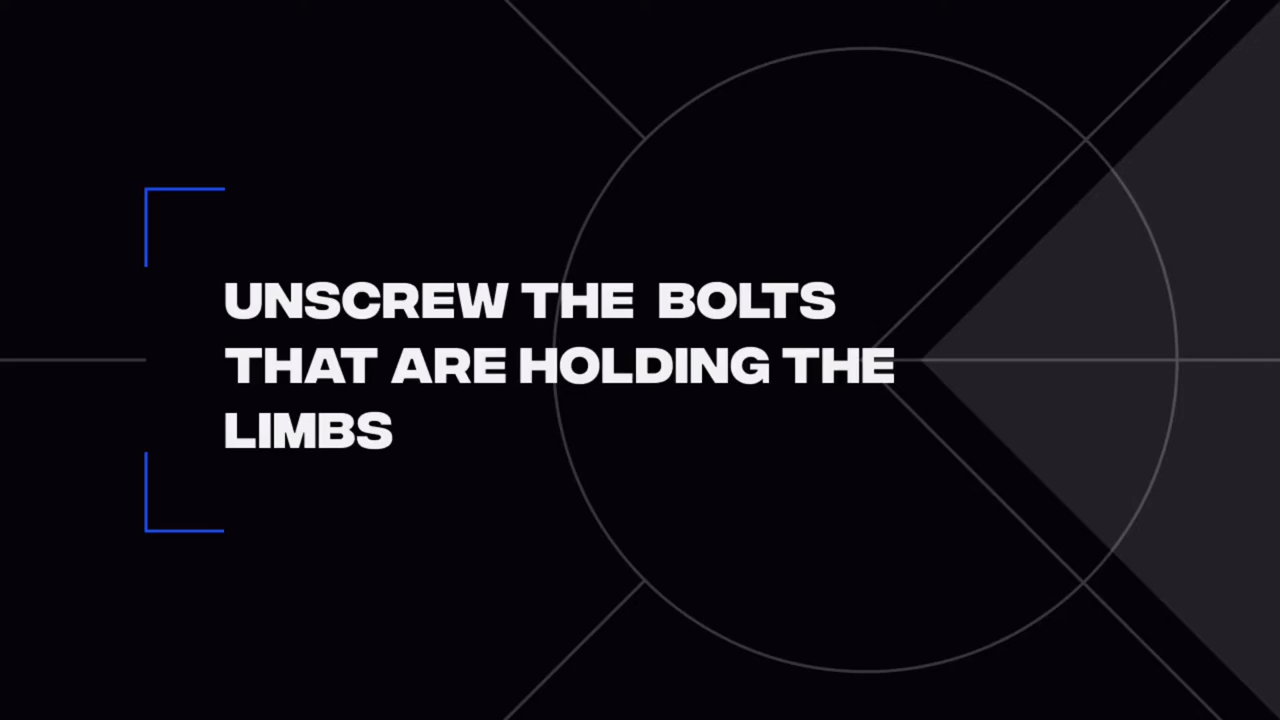 UNSCREW THE BOLTS
THAT ARE HOLDING THE
LIMBS